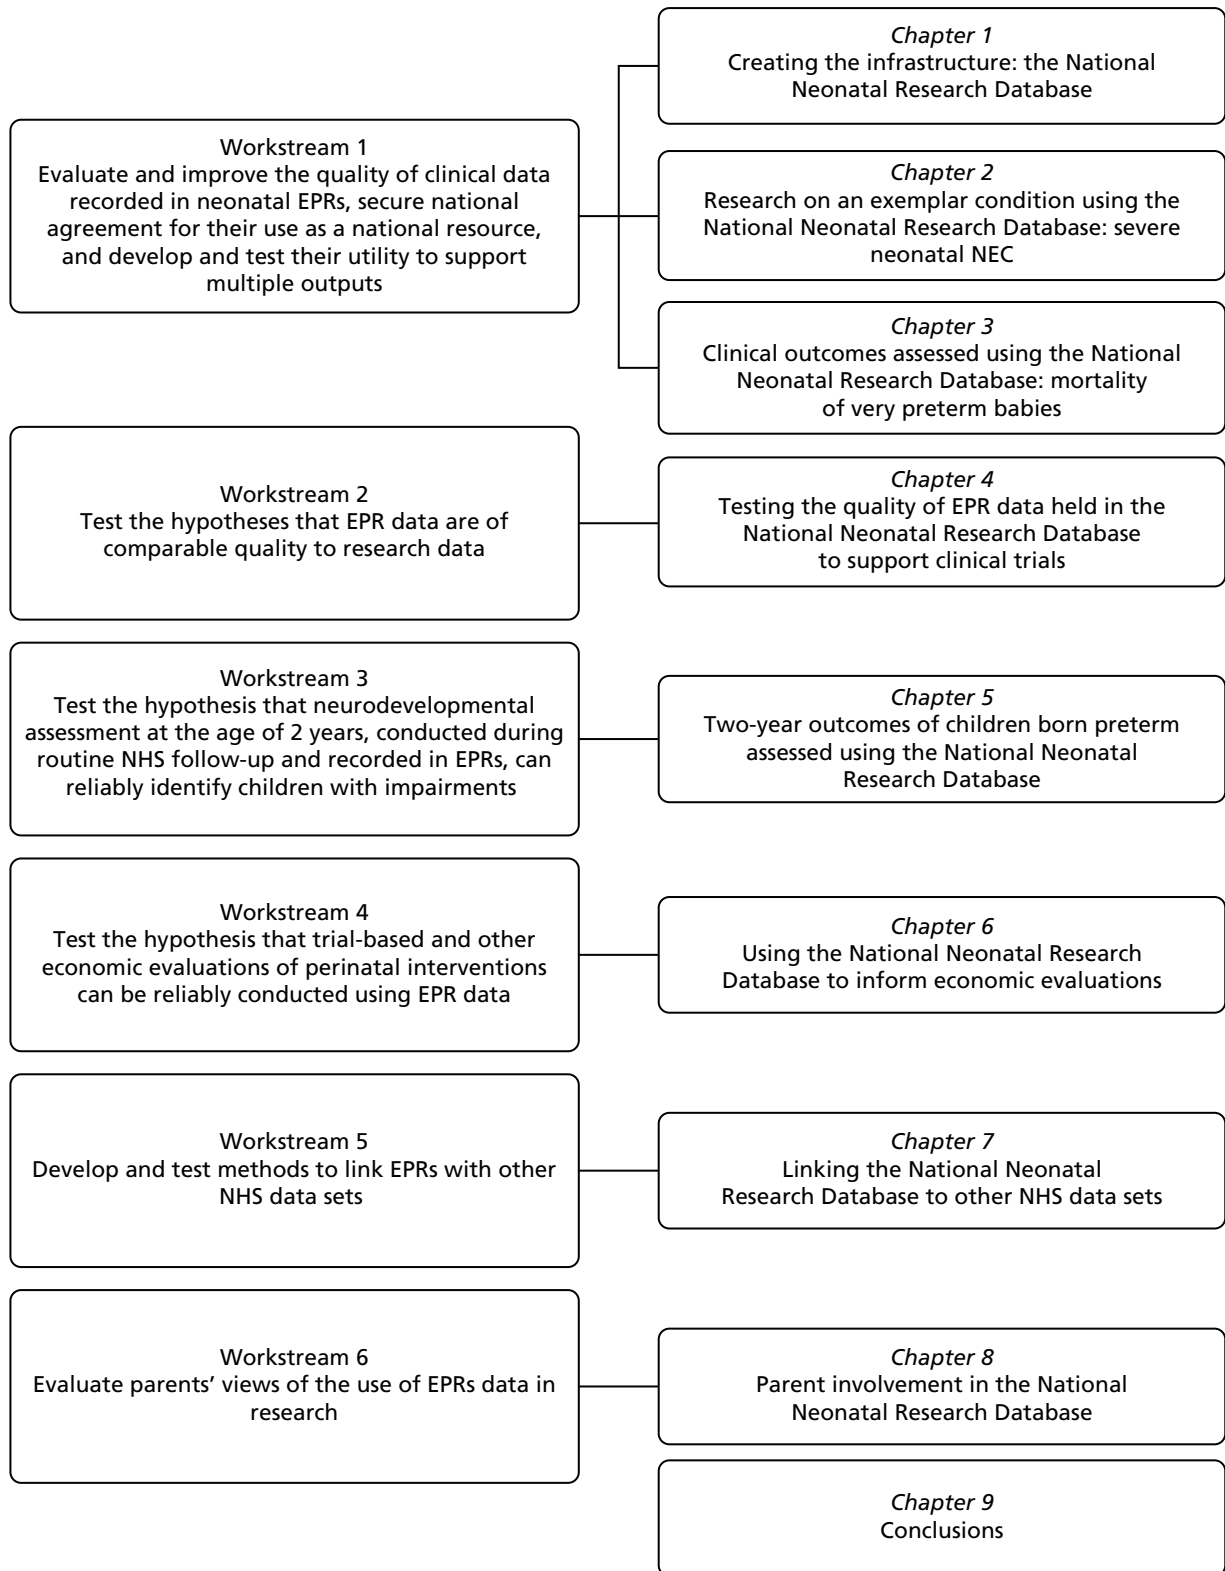 Workstream 1
Evaluate and improve the quality of clinical data
recorded in neonatal EPRs, secure national
agreement for their use as a national resource,
and develop and test their utility to support
multiple outputs
Chapter 1
Creating the infrastructure: the National
Neonatal Research Database
Chapter 2
Research on an exemplar condition using the
National Neonatal Research Database: severe
neonatal NEC
Chapter 3
Clinical outcomes assessed using the National
Neonatal Research Database: mortality
of very preterm babies
Workstream 2
Test the hypotheses that EPR data are of
comparable quality to research data
Chapter 4
Testing the quality of EPR data held in the
National Neonatal Research Database
to support clinical trials
Workstream 3
Test the hypothesis that neurodevelopmental
assessment at the age of 2 years, conducted during
routine NHS follow-up and recorded in EPRs, can
reliably identify children with impairments
Chapter 5
Two-year outcomes of children born preterm
assessed using the National Neonatal
Research Database
Workstream 4
Test the hypothesis that trial-based and other
economic evaluations of perinatal interventions
can be reliably conducted using EPR data
Chapter 6
Using the National Neonatal Research
Database to inform economic evaluations
Workstream 5
Develop and test methods to link EPRs with other
NHS data sets
Chapter 7
Linking the National Neonatal
Research Database to other NHS data sets
Workstream 6
Evaluate parents’ views of the use of EPRs data in
research
Chapter 8
Parent involvement in the National
Neonatal Research Database
Chapter 9
Conclusions